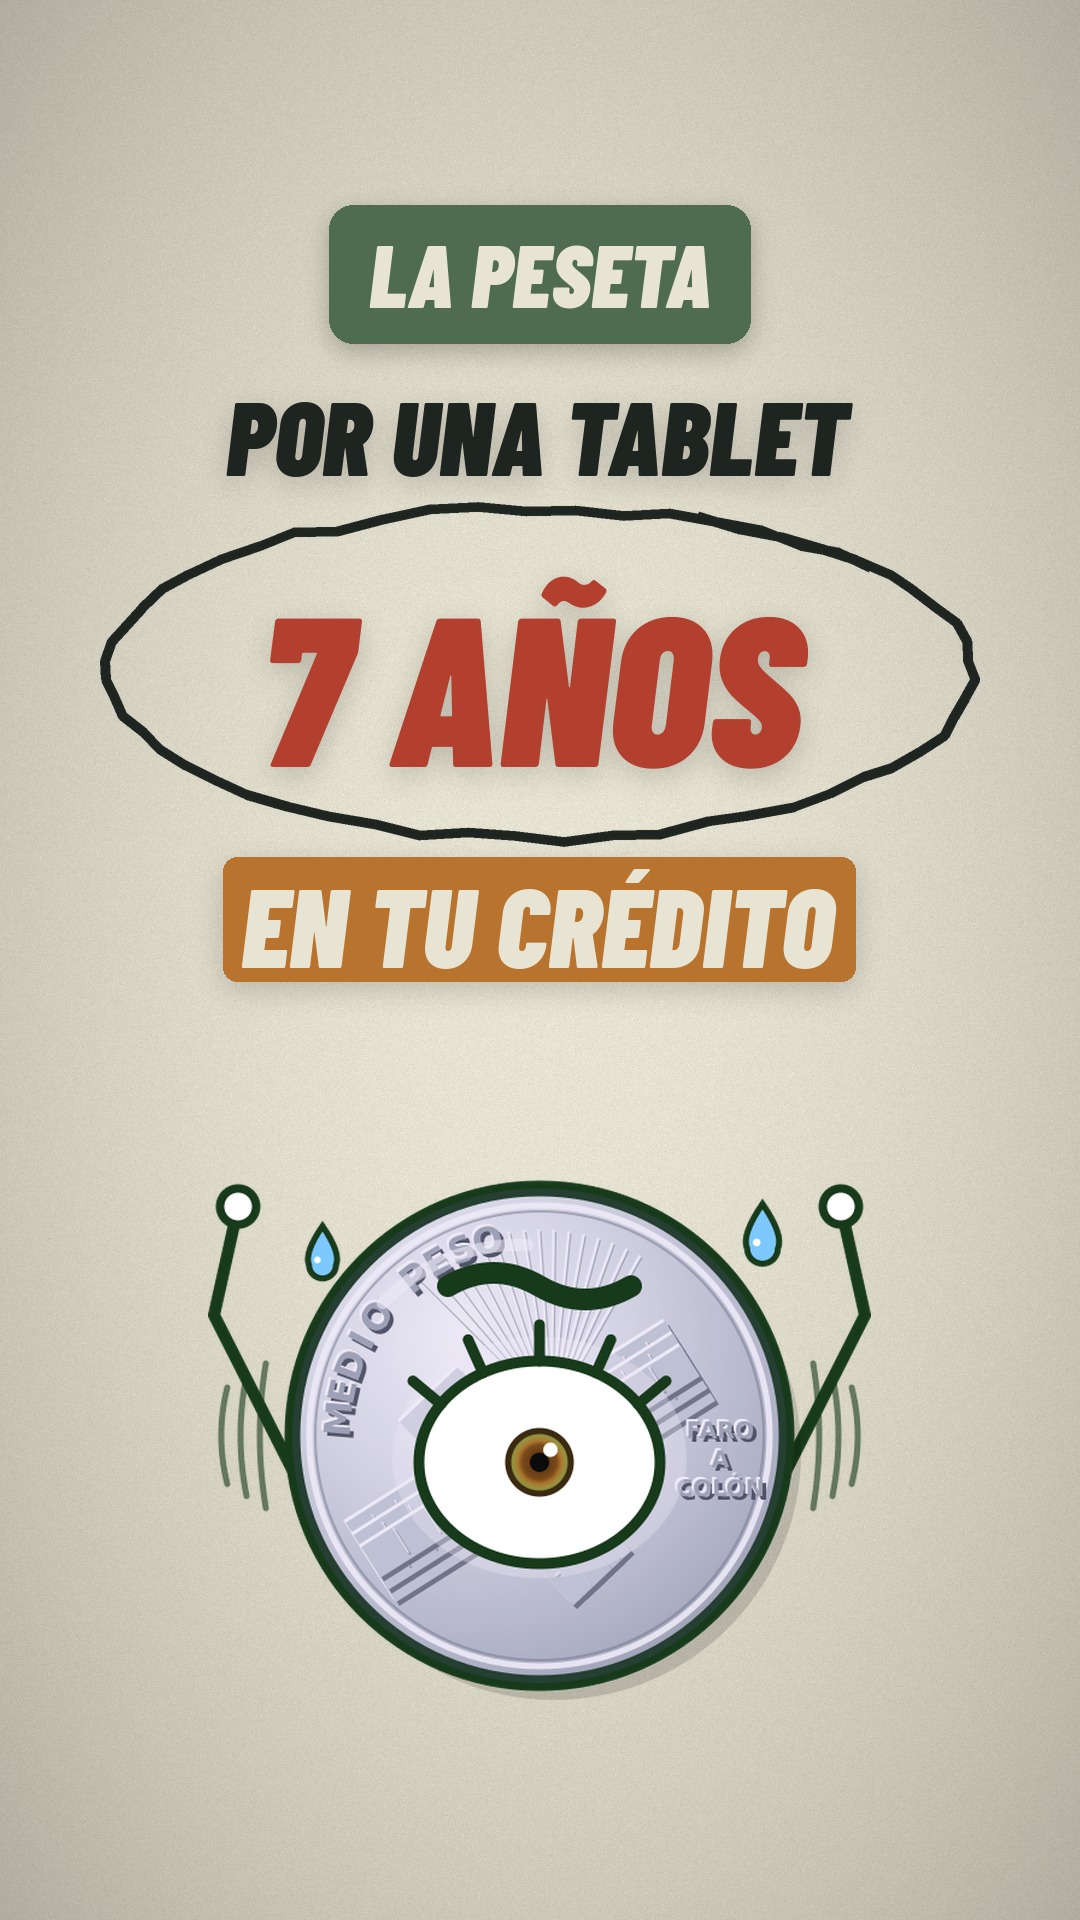 LA PESETA
POR UNA TABLET
7 AÑOS
EN TU CRÉDITO
MEDIO PESO
FARO
A
COLÓN